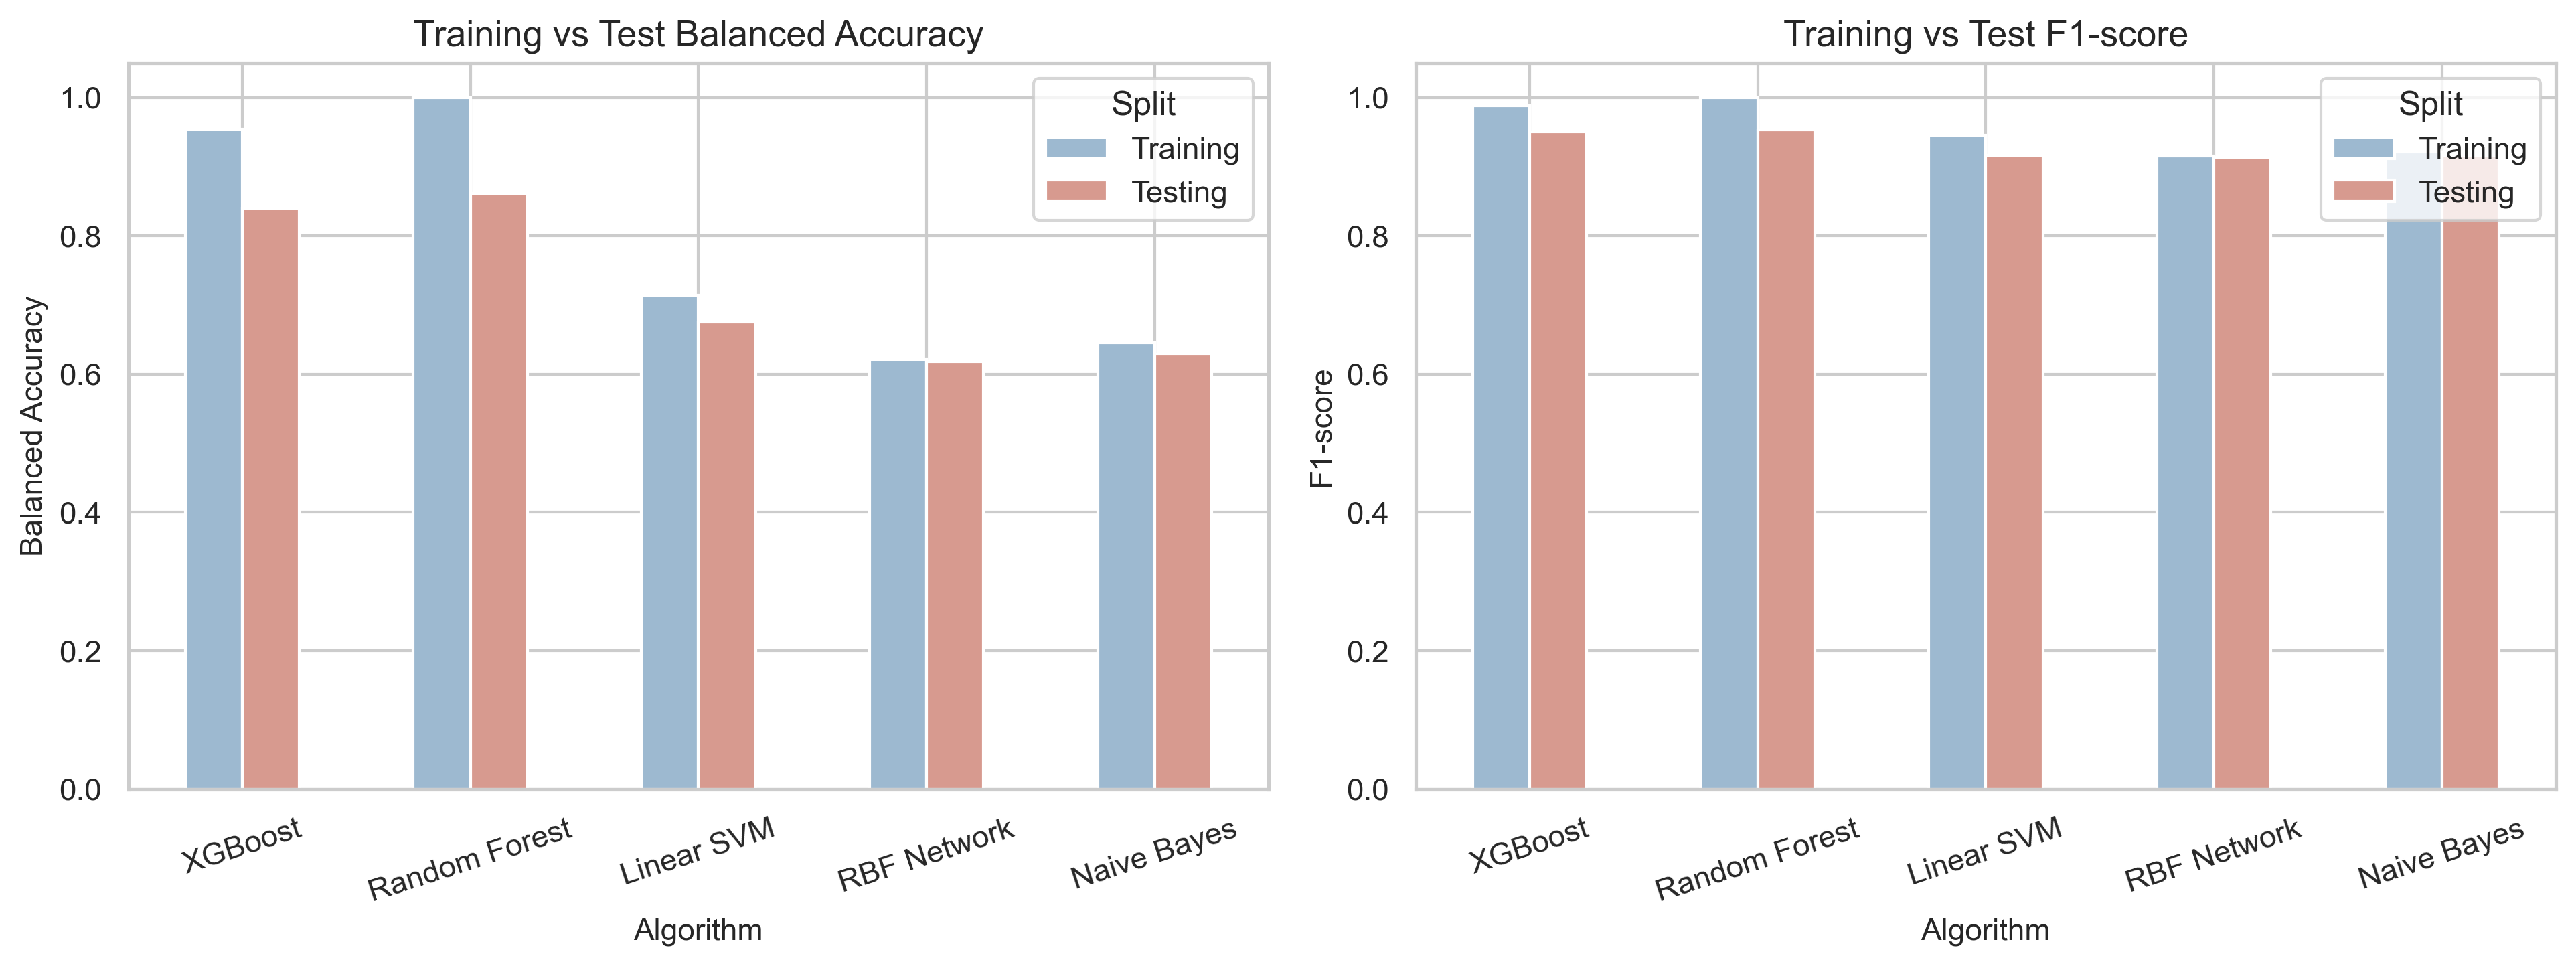 Training vs Test Balanced Accuracy
Split
Training
Testing
Balanced Accuracy
1.0
0.8
0.6
0.4
0.2
0.0
XGBoost
Random Forest
Linear SVM
RBF Network
Naive Bayes
Algorithm
Training vs Test F1-score
Split
Training
Testing
F1-score
1.0
0.8
0.6
0.4
0.2
0.0
XGBoost
Random Forest
Linear SVM
RBF Network
Naive Bayes
Algorithm